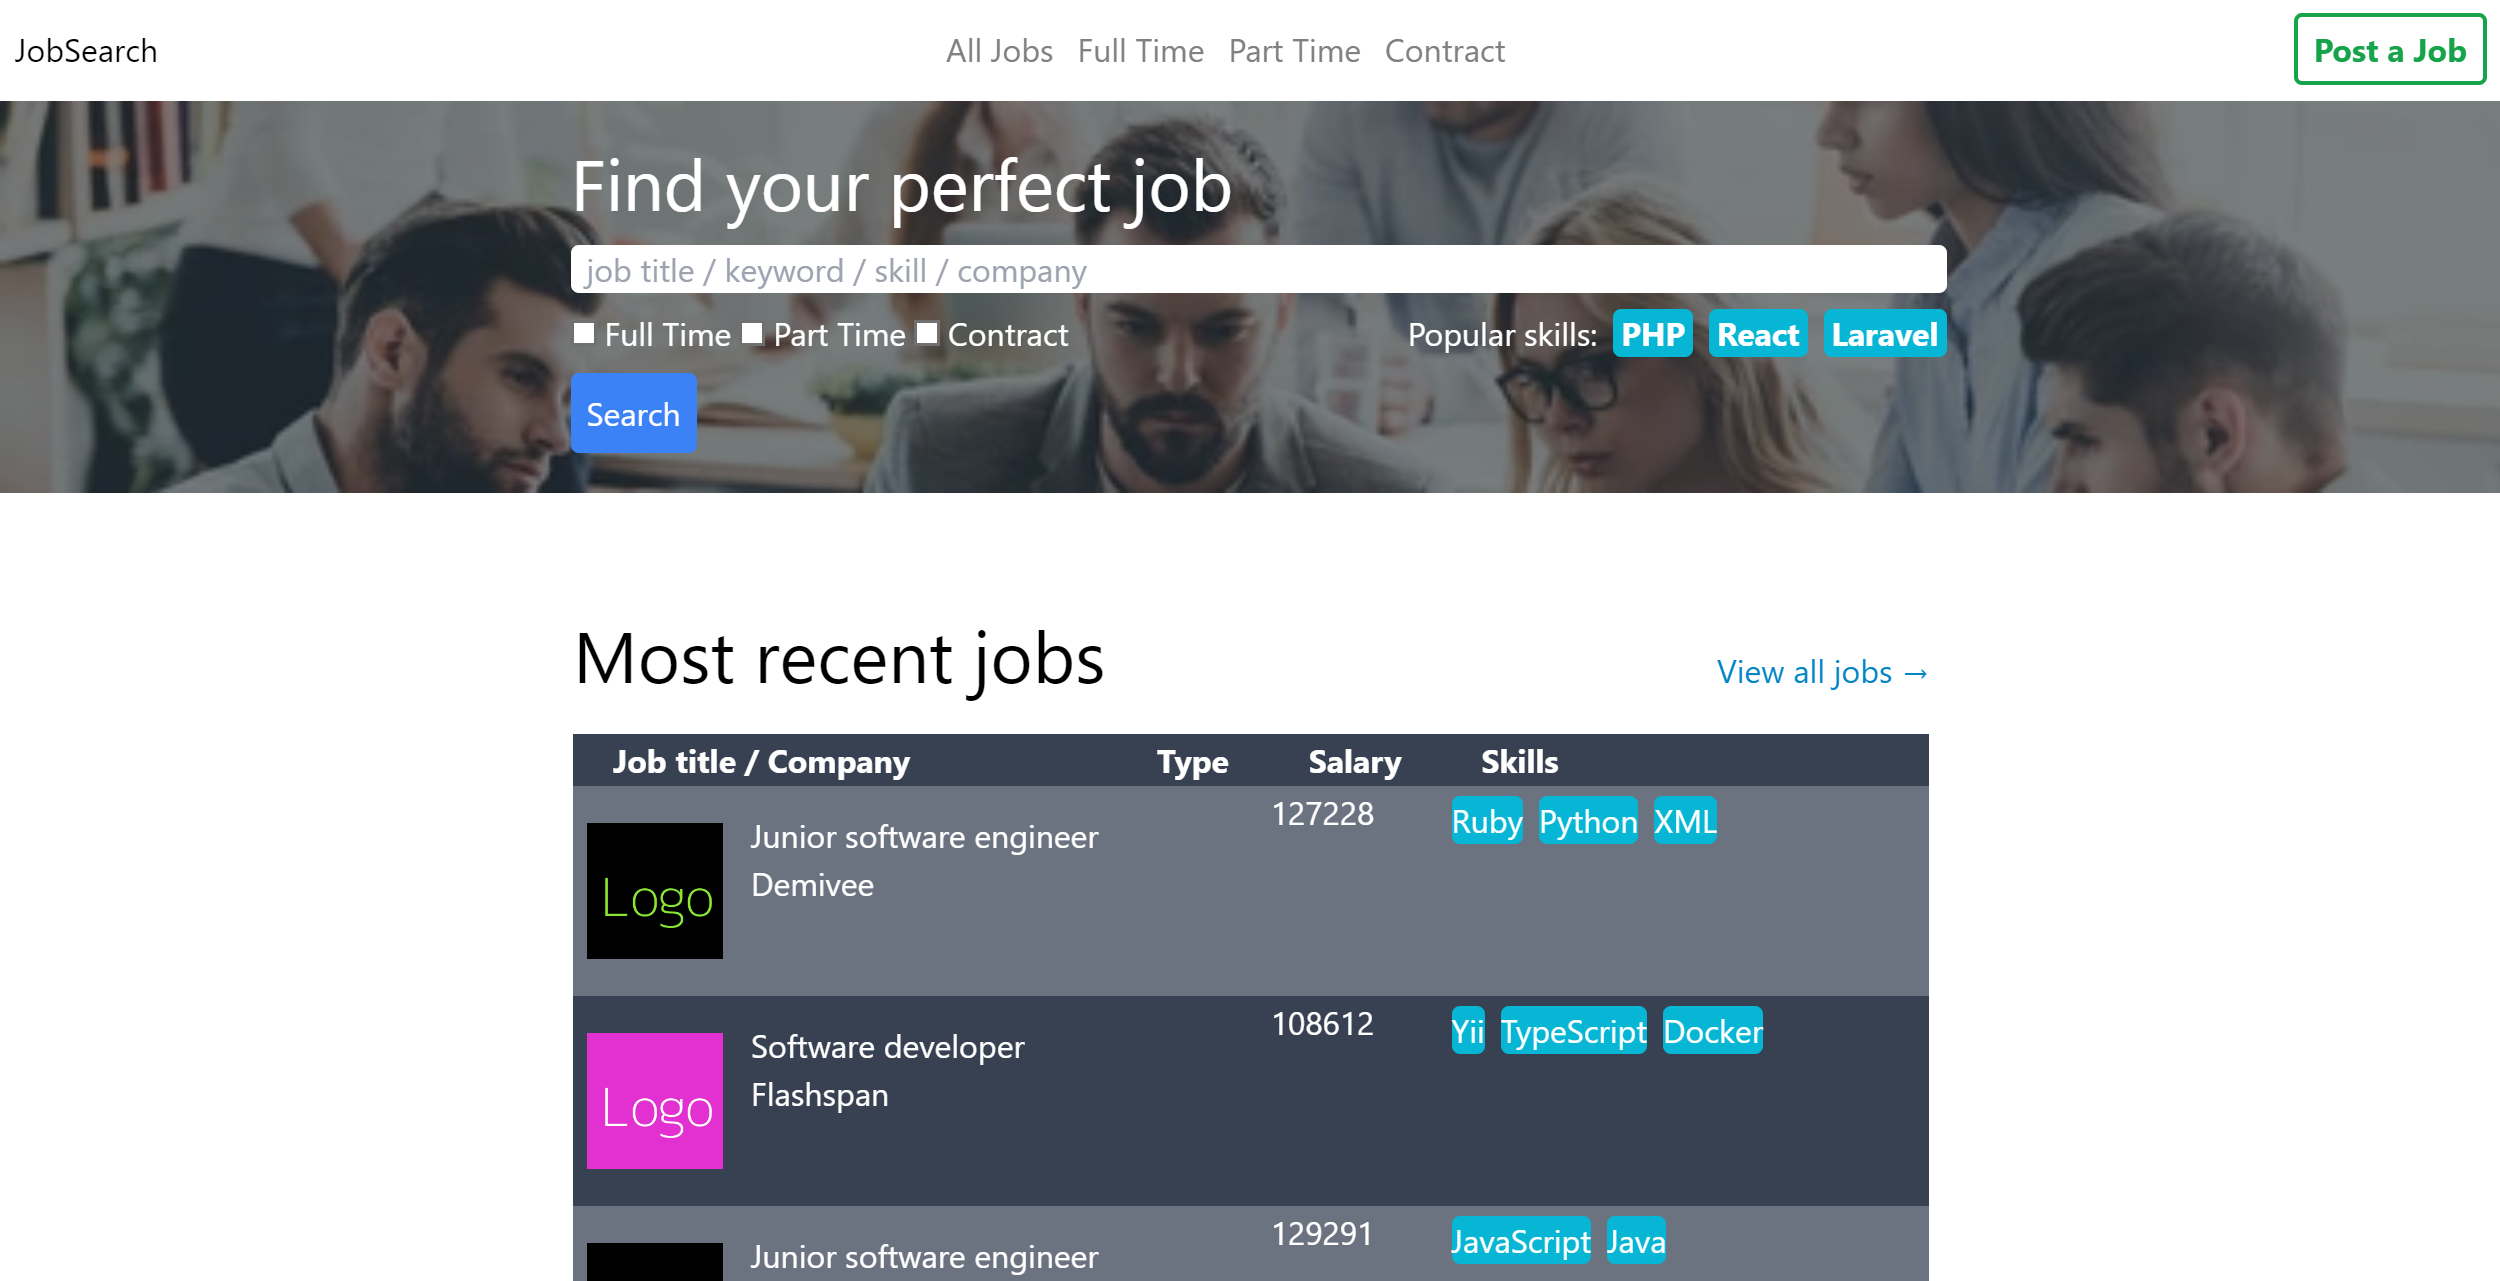 JobSearch All Jobs Full Time Part Time Contract Post a Job
Find your perfect job
job title / keyword / skill / company
Full Time Part Time Contract Popular skills: PHP React Laravel
Search
Most recent jobs View all jobs →
Job title / Company Type Salary Skills
127228 Ruby Python XML
Junior software engineer
Demivee
Logo
108612 Yii TypeScript Docker
Software developer
Flashspan
Logo
129291 JavaScript Java
Junior software engineer